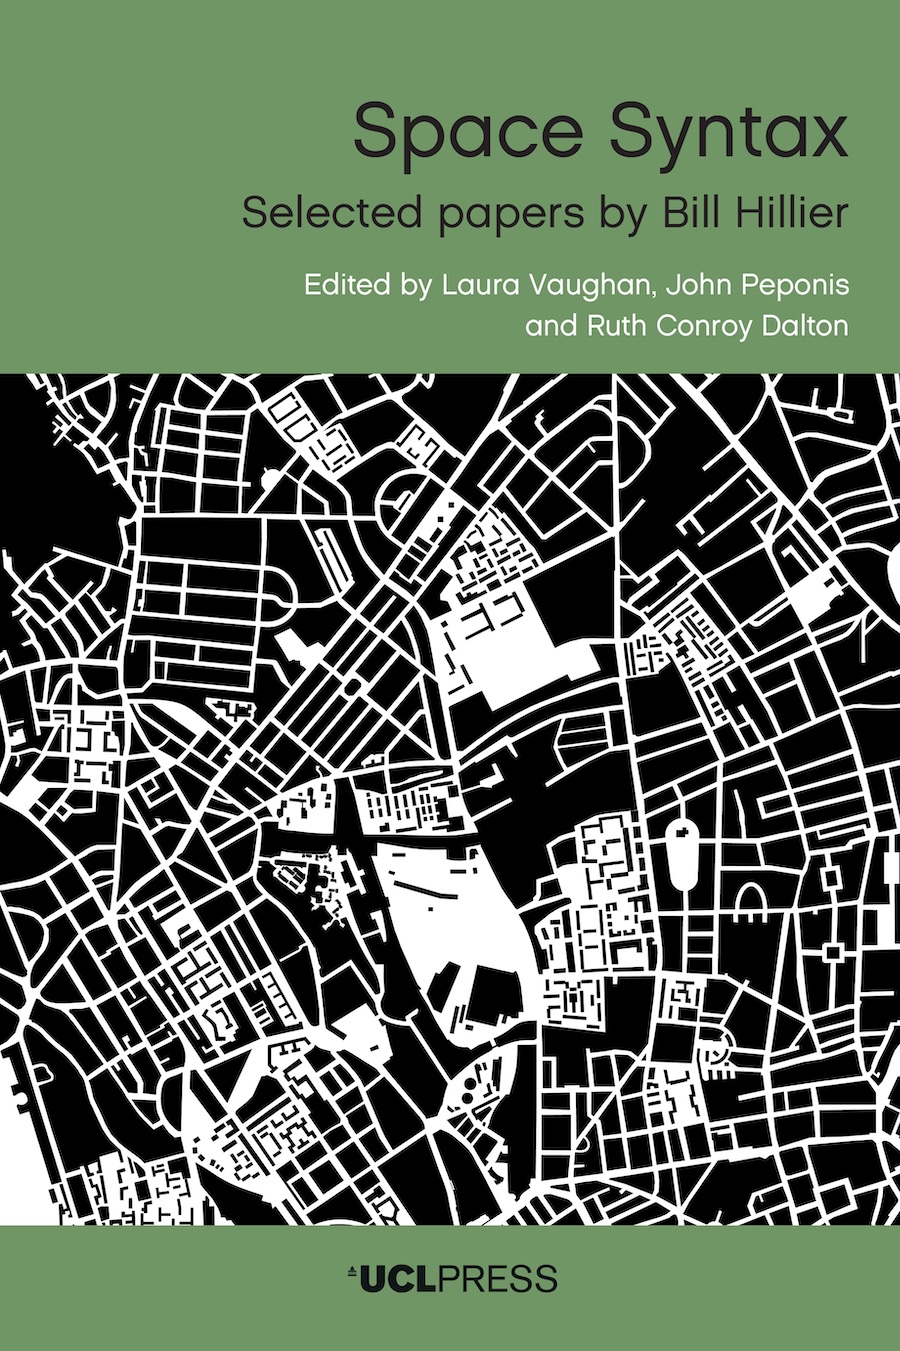 Space Syntax
Selected papers by Bill Hillier
Edited by Laura Vaughan, John Peponis
and Ruth Conroy Dalton
UCLPRESS